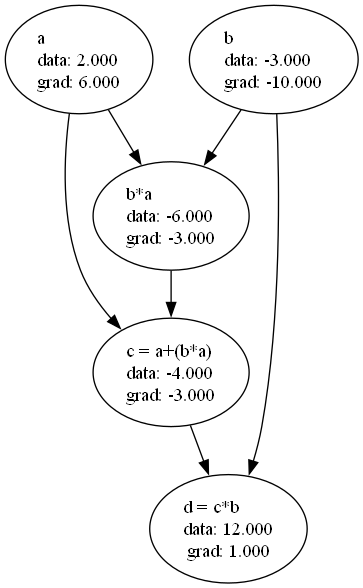 a
data: 2.000
grad: 6.000
b
data: -3.000
grad: -10.000
b*a
data: -6.000
grad: -3.000
c = a+(b*a)
data: -4.000
grad: -3.000
d = c*b
data: 12.000
grad: 1.000